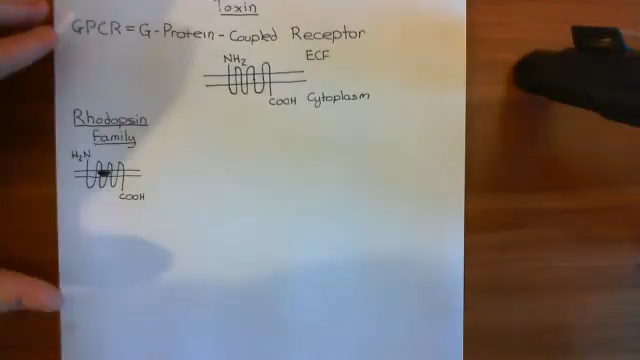 Toxin
GPCR = G-Protein-Coupled Receptor
NH2 ECF
COOH Cytoplasm
Rhodopsin
Family
H2N
COOH